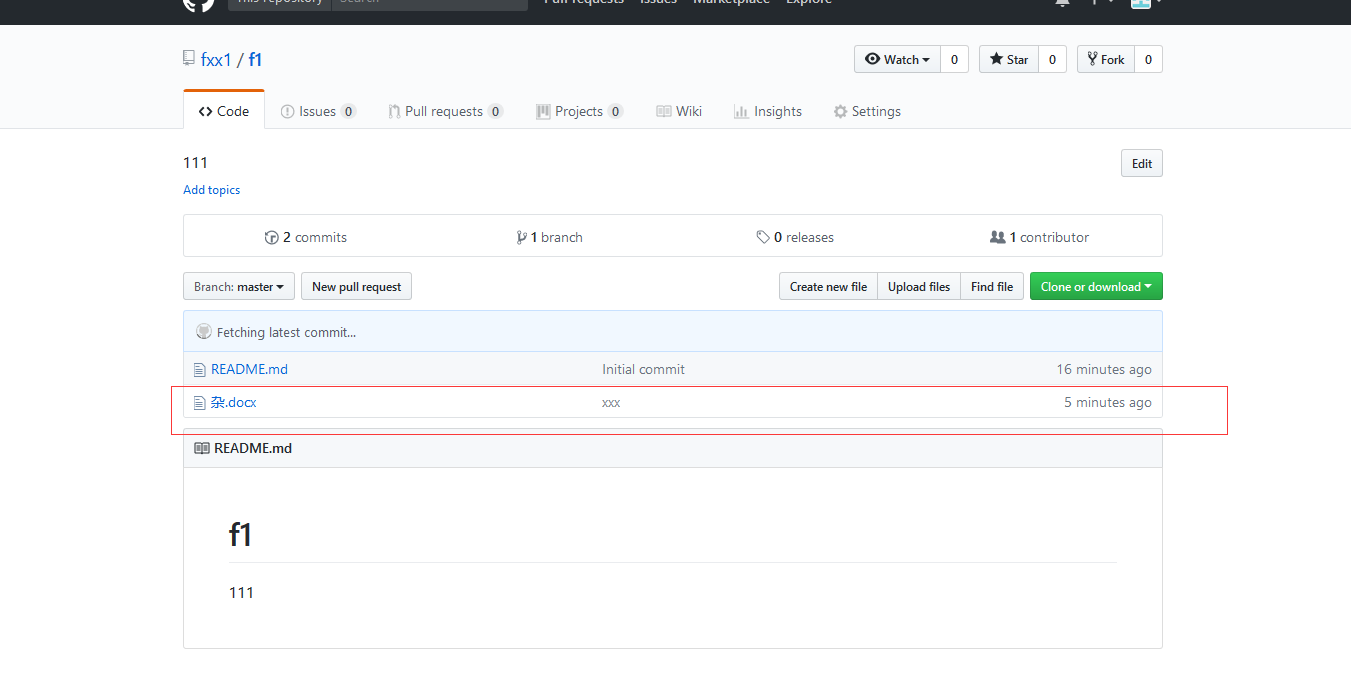 This repository Search Pull requests Issues Marketplace Explore
fxx1 / f1 Watch 0 Star 0 Fork 0
Code Issues 0 Pull requests 0 Projects 0 Wiki Insights Settings
111 Edit
Add topics
2 commits 1 branch 0 releases 1 contributor
Branch: master New pull request Create new file Upload files Find file Clone or download
Fetching latest commit...
README.md Initial commit 16 minutes ago
杂.docx xxx 5 minutes ago
README.md
f1
111